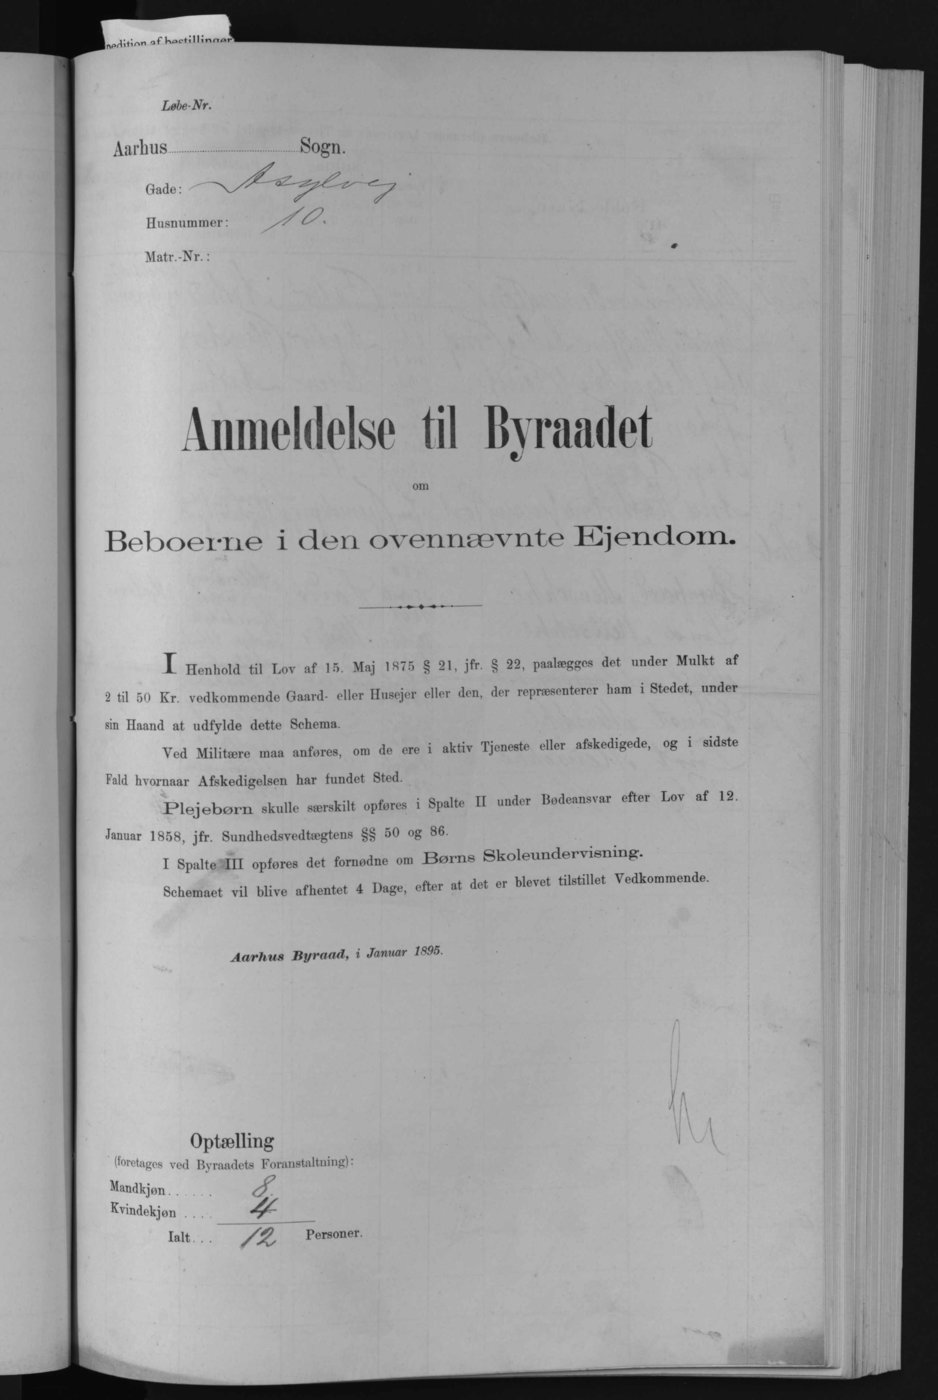 pedition af bestillinger
Løbe-Nr.
Aarhus Sogn.
Gade: Asylvej
Husnummer: 10.
Matr.-Nr.:
Anmeldelse til Byraadet
om
Beboerne i den ovennævnte Ejendom.
I Henhold til Lov af 15. Maj 1875 § 21, jfr. § 22, paalægges det under Mulkt af
2 til 50 Kr. vedkommende Gaard- eller Husejer eller den, der repræsenterer ham i Stedet, under
sin Haand at udfylde dette Schema.
Ved Militære maa anføres, om de ere i aktiv Tjeneste eller afskedigede, og i sidste
Fald hvornaar Afskedigelsen har fundet Sted.
Plejebørn skulle særskilt opføres i Spalte II under Bødeansvar efter Lov af 12.
Januar 1858, jfr. Sundhedsvedtægtens §§ 50 og 86.
I Spalte III opføres det fornødne om Børns Skoleundervisning.
Schemaet vil blive afhentet 4 Dage, efter at det er blevet tilstillet Vedkommende.
Aarhus Byraad, i Januar 1895.
Optælling
(foretages ved Byraadets Foranstaltning):
Mandkjøn...... 8
Kvindekjøn .... 4
Ialt... 12 Personer.